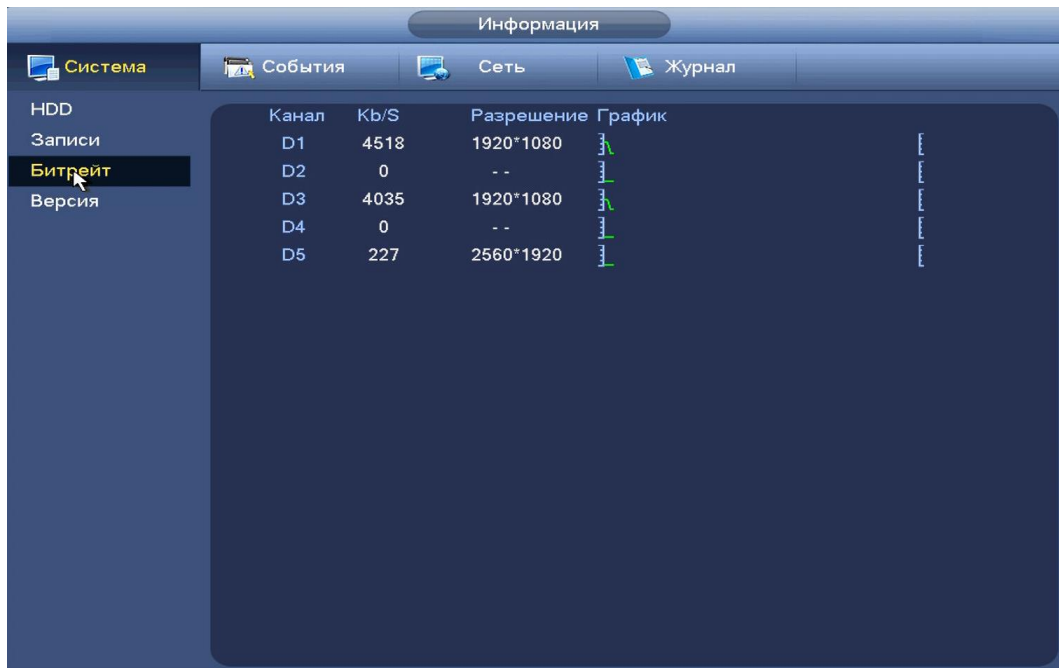 Информация
Система События Сеть Журнал
HDD
Записи
Битрейт
Версия
Канал Kb/S Разрешение График
D1 4518 1920*1080
D2 0 - -
D3 4035 1920*1080
D4 0 - -
D5 227 2560*1920